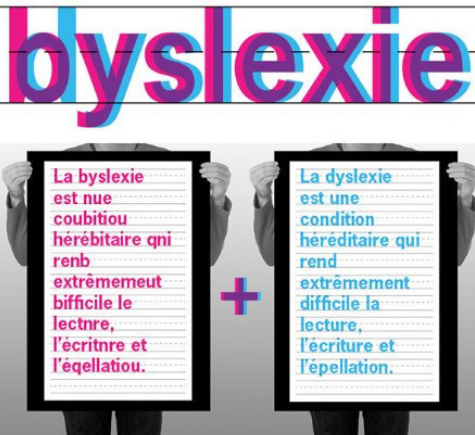 byslexie
La byslexie
est nue
coubitiou
hérébitaire qni
renb
extrêmemeut
bifficile le
lectnre,
l'écritnre et
l'éqellatiou.
+
La dyslexie
est une
condition
héréditaire qui
rend
extrêmement
difficile la
lecture,
l'écriture et
l'épellation.